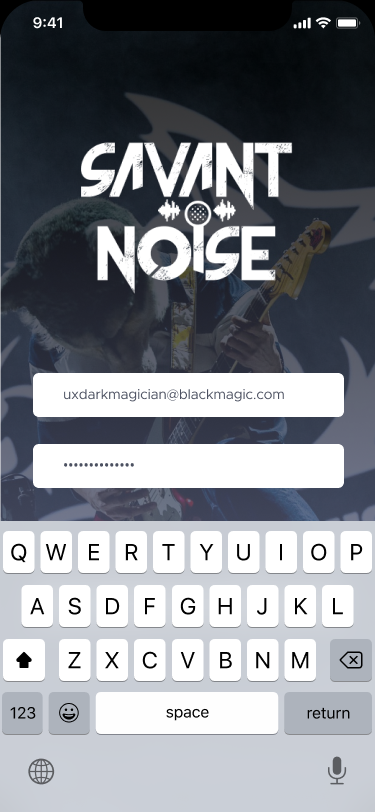 9:41
SAVANT
NOISE
uxdarkmagician@blackmagic.com
••••••••••••••
Q W E R T Y U I O P
A S D F G H J K L
Z X C V B N M
123 space return